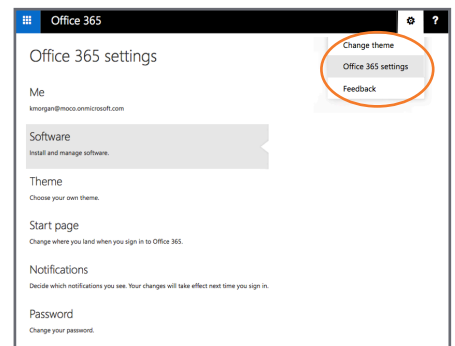 Office 365
?
Change theme
Office 365 settings
Feedback
Office 365 settings
Me
kmorgan@moco.onmicrosoft.com
Software
Install and manage software.
Theme
Choose your own theme.
Start page
Change where you land when you sign in to Office 365.
Notifications
Decide which notifications you see. Your changes will take effect next time you sign in.
Password
Change your password.